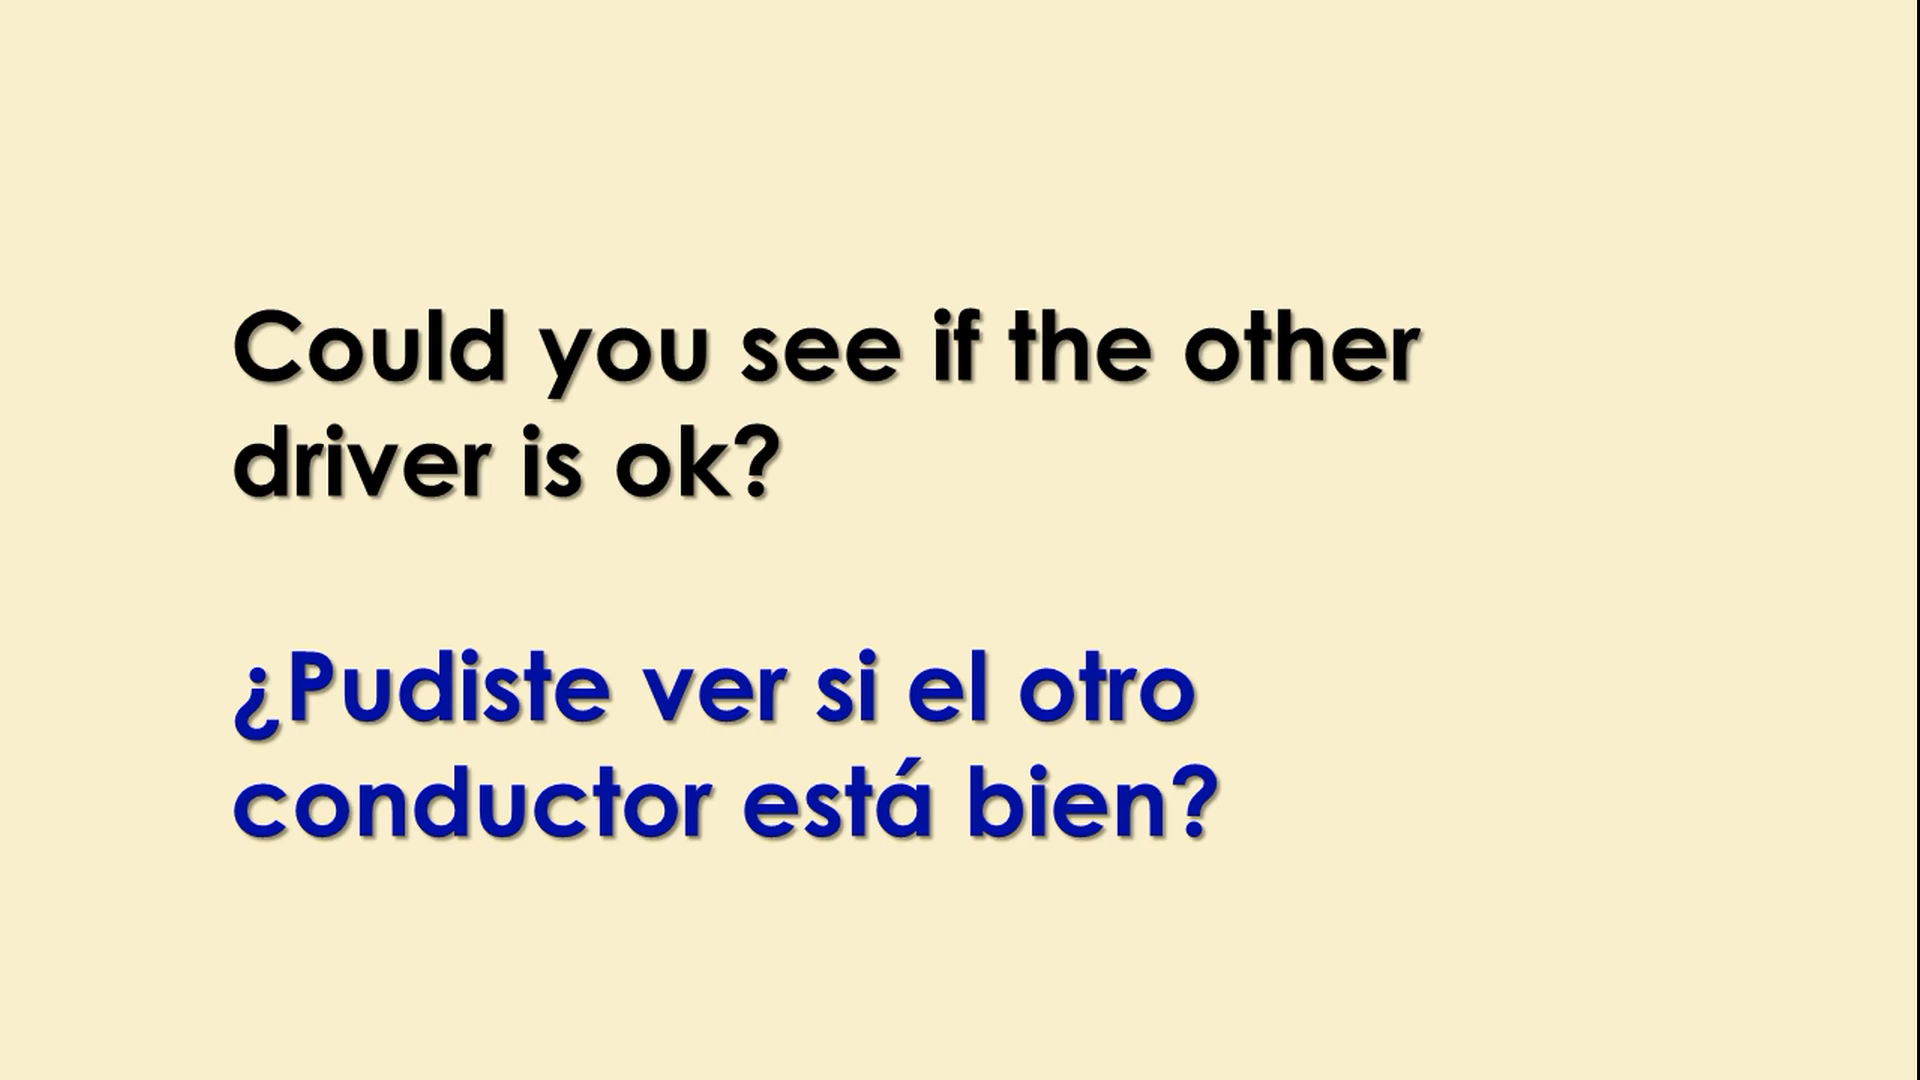 Could you see if the other
driver is ok?
¿Pudiste ver si el otro
conductor está bien?